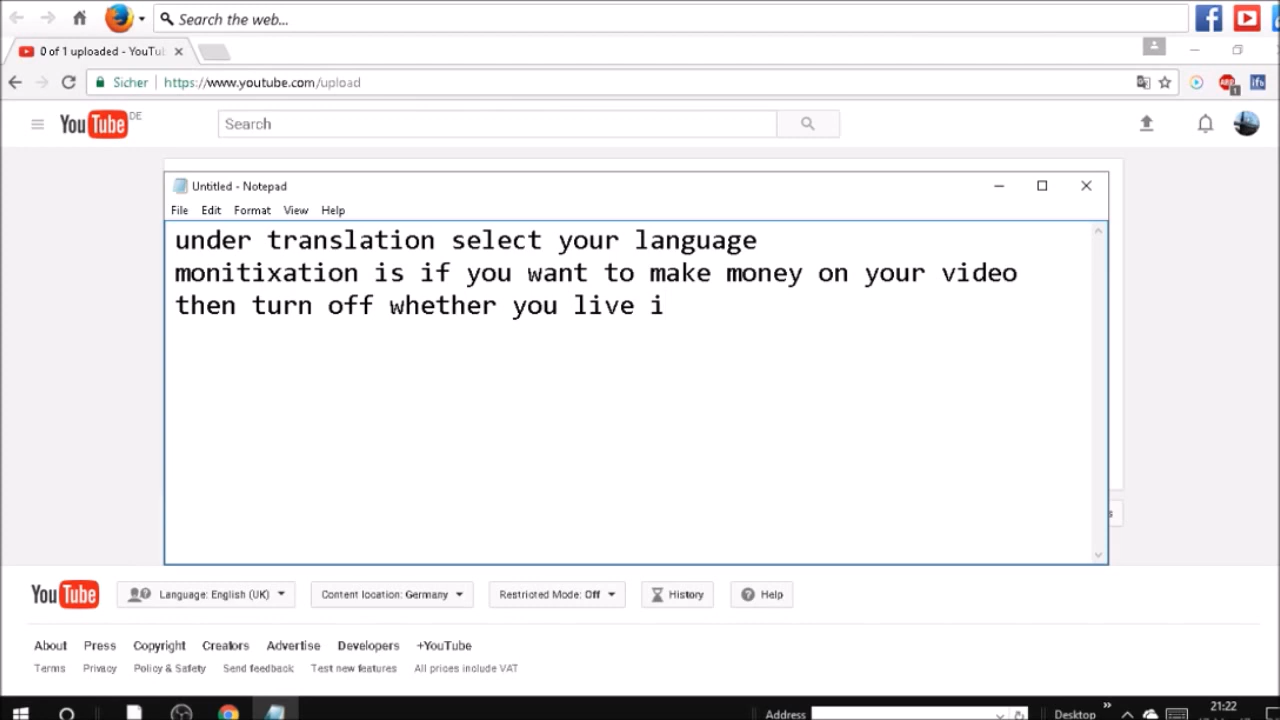 Search the web...
0 of 1 uploaded - YouTu
Sicher https://www.youtube.com/upload
ABP 1
YouTube DE
Search
Untitled - Notepad
File Edit Format View Help
under translation select your language
monitixation is if you want to make money on your video
then turn off whether you live i
s
YouTube Language: English (UK) Content location: Germany Restricted Mode: Off History Help
About Press Copyright Creators Advertise Developers +YouTube
Terms Privacy Policy & Safety Send feedback Test new features All prices include VAT
Address Desktop 21:22